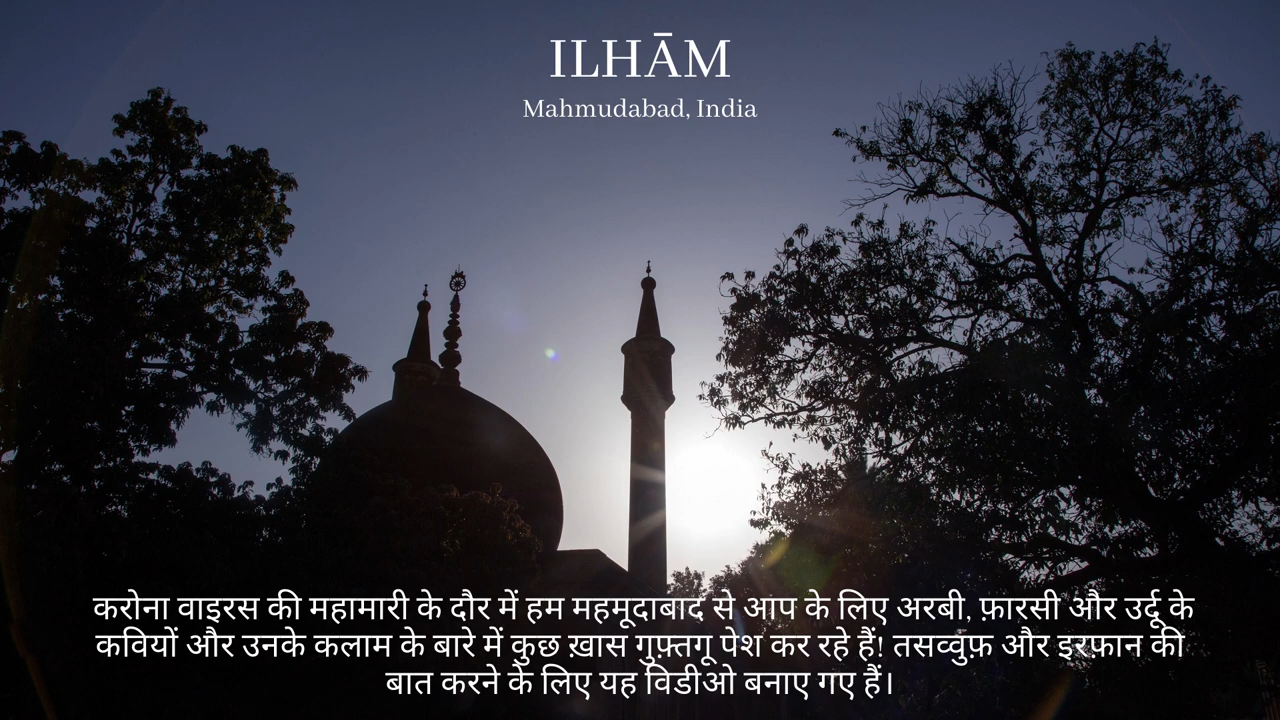 ILHĀM
Mahmudabad, India
करोना वाइरस की महामारी के दौर में हम महमूदाबाद से आप के लिए अरबी, फ़ारसी और उर्दू के
कवियों और उनके कलाम के बारे में कुछ ख़ास गुफ़्तगू पेश कर रहे हैं! तसव्वुफ़ और इरफ़ान की
बात करने के लिए यह विडीओ बनाए गए हैं।